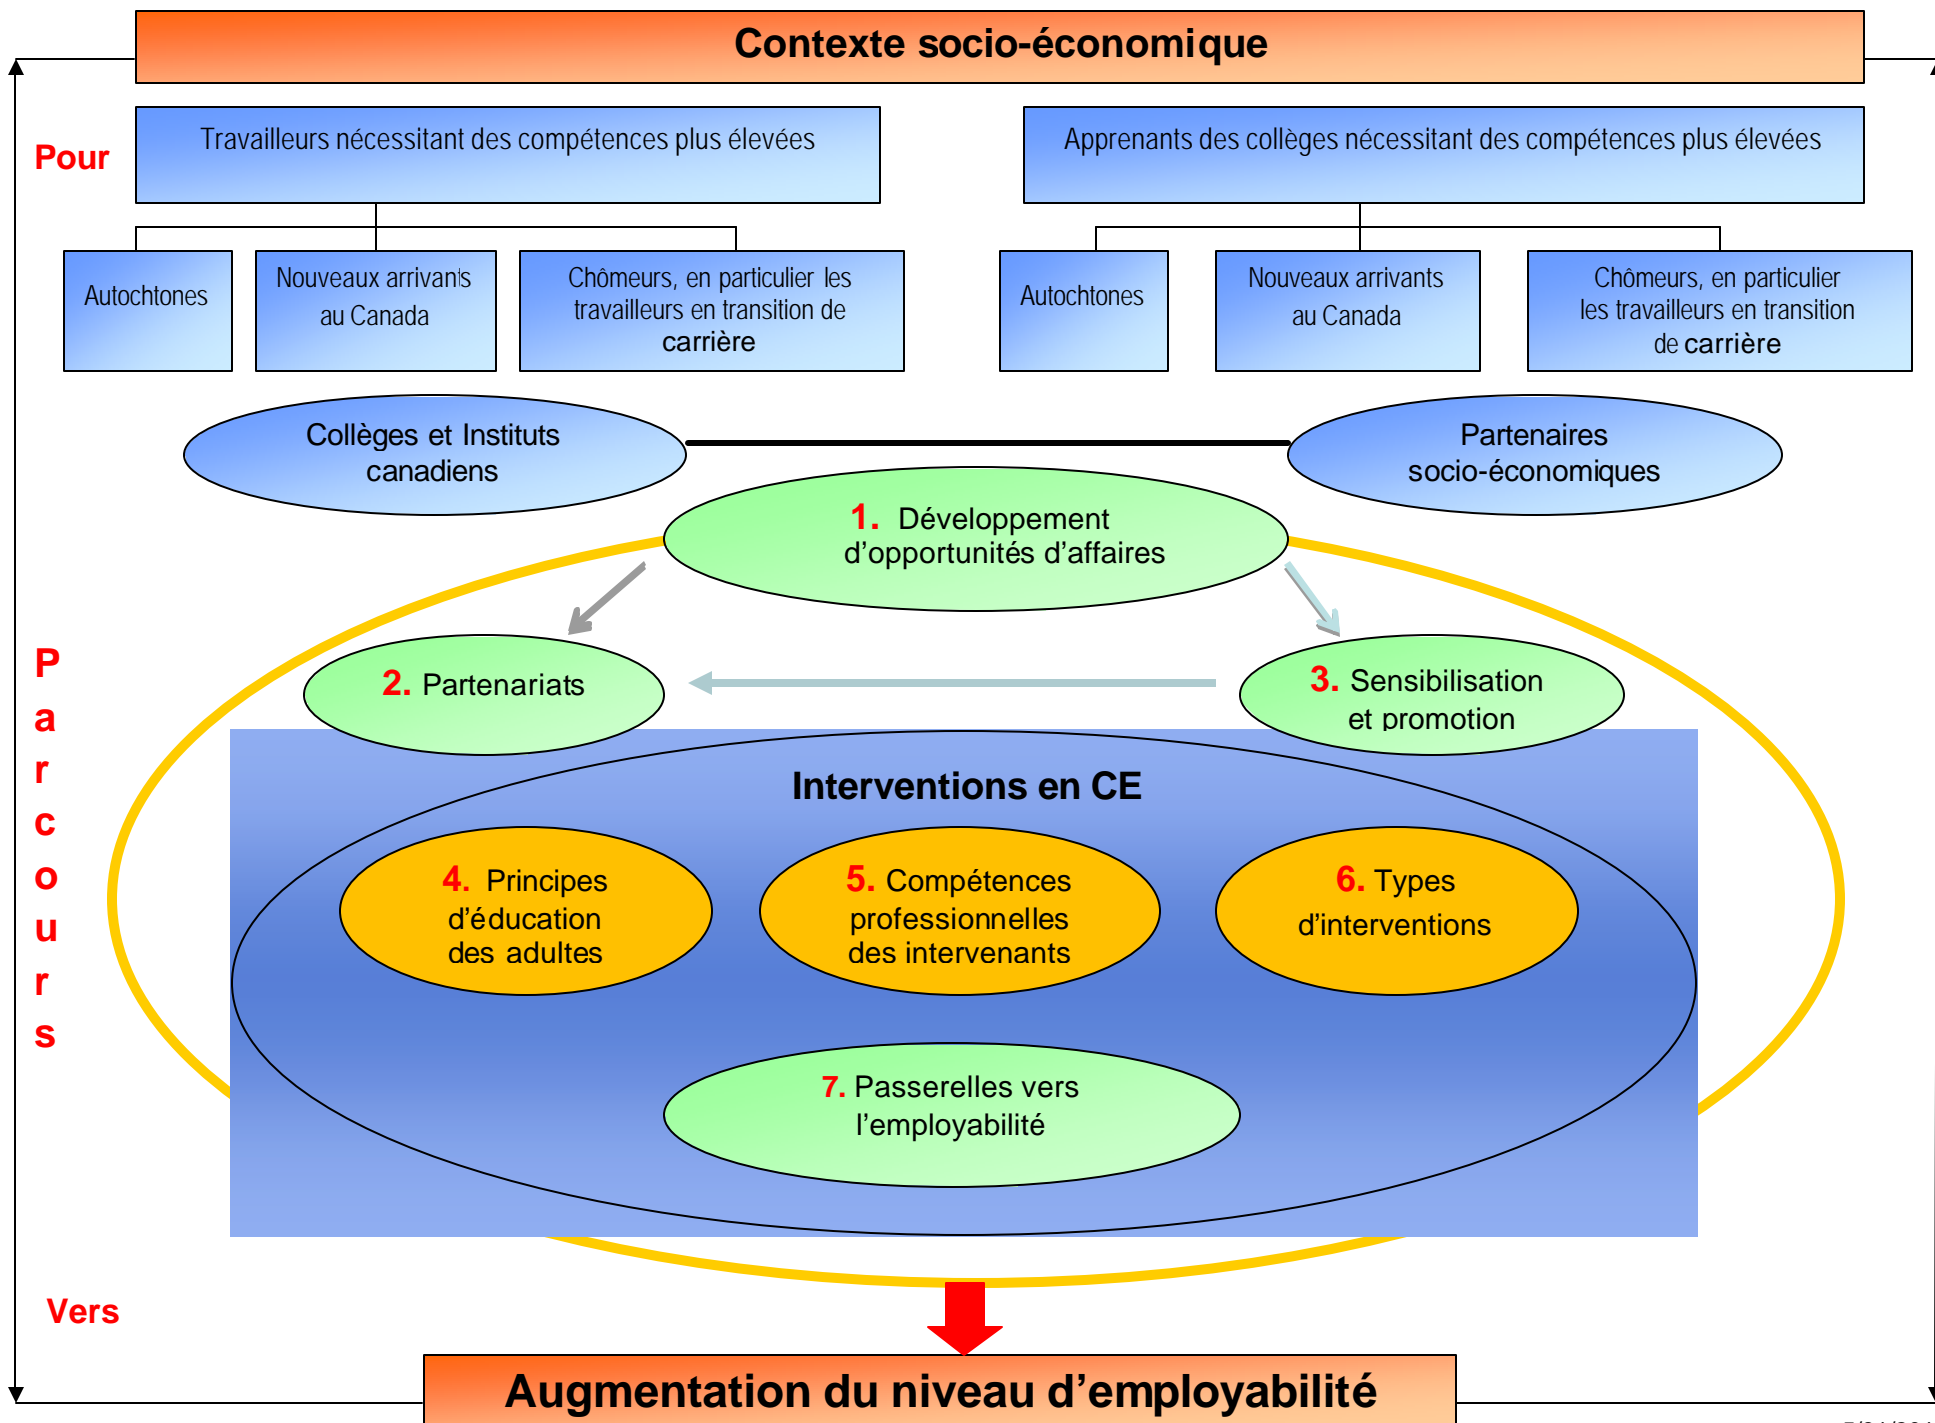 Contexte socio-économique
Pour
Travailleurs nécessitant des compétences plus élevées
Apprenants des collèges nécessitant des compétences plus élevées
Autochtones
Nouveaux arrivants
au Canada
Chômeurs, en particulier les
travailleurs en transition de
carrière
Autochtones
Nouveaux arrivants
au Canada
Chômeurs, en particulier
les travailleurs en transition
de carrière
Collèges et Instituts
canadiens
Partenaires
socio-économiques
1. Développement
d’opportunités d’affaires
Parcours
2. Partenariats
3. Sensibilisation
et promotion
Interventions en CE
4. Principes
d’éducation
des adultes
5. Compétences
professionnelles
des intervenants
6. Types
d’interventions
7. Passerelles vers
l’employabilité
Vers
Augmentation du niveau d’employabilité